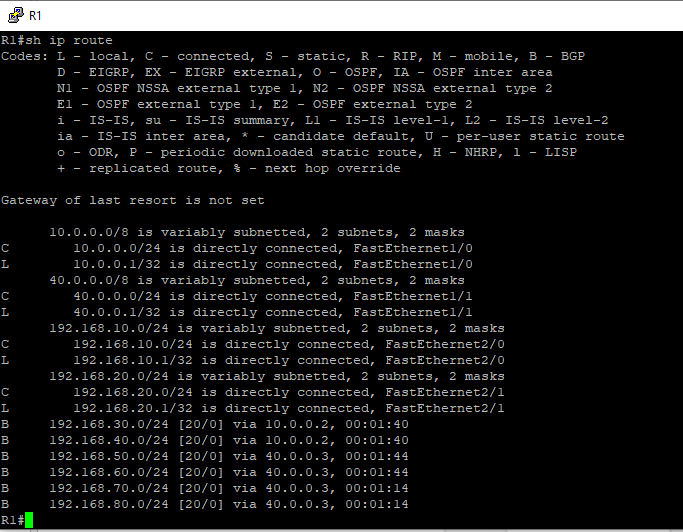 R1
R1#sh ip route
Codes: L - local, C - connected, S - static, R - RIP, M - mobile, B - BGP
D - EIGRP, EX - EIGRP external, O - OSPF, IA - OSPF inter area
N1 - OSPF NSSA external type 1, N2 - OSPF NSSA external type 2
E1 - OSPF external type 1, E2 - OSPF external type 2
i - IS-IS, su - IS-IS summary, L1 - IS-IS level-1, L2 - IS-IS level-2
ia - IS-IS inter area, * - candidate default, U - per-user static route
o - ODR, P - periodic downloaded static route, H - NHRP, l - LISP
+ - replicated route, % - next hop override
Gateway of last resort is not set
10.0.0.0/8 is variably subnetted, 2 subnets, 2 masks
C 10.0.0.0/24 is directly connected, FastEthernet1/0
L 10.0.0.1/32 is directly connected, FastEthernet1/0
40.0.0.0/8 is variably subnetted, 2 subnets, 2 masks
C 40.0.0.0/24 is directly connected, FastEthernet1/1
L 40.0.0.1/32 is directly connected, FastEthernet1/1
192.168.10.0/24 is variably subnetted, 2 subnets, 2 masks
C 192.168.10.0/24 is directly connected, FastEthernet2/0
L 192.168.10.1/32 is directly connected, FastEthernet2/0
192.168.20.0/24 is variably subnetted, 2 subnets, 2 masks
C 192.168.20.0/24 is directly connected, FastEthernet2/1
L 192.168.20.1/32 is directly connected, FastEthernet2/1
B 192.168.30.0/24 [20/0] via 10.0.0.2, 00:01:40
B 192.168.40.0/24 [20/0] via 10.0.0.2, 00:01:40
B 192.168.50.0/24 [20/0] via 40.0.0.3, 00:01:44
B 192.168.60.0/24 [20/0] via 40.0.0.3, 00:01:44
B 192.168.70.0/24 [20/0] via 40.0.0.3, 00:01:14
B 192.168.80.0/24 [20/0] via 40.0.0.3, 00:01:14
R1#